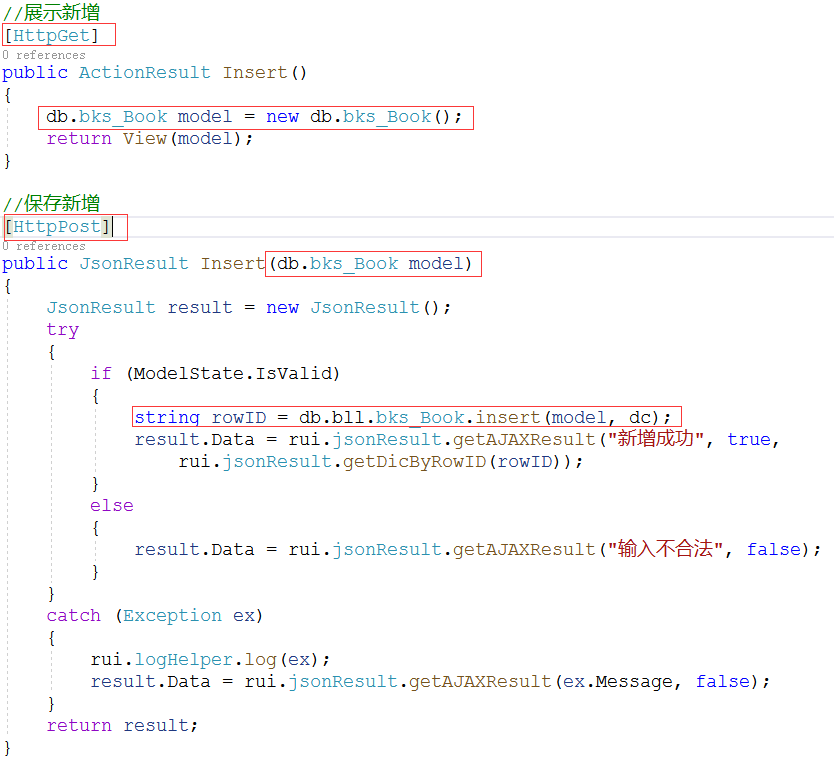 //展示新增
[HttpGet]
0 references
public ActionResult Insert()
{
    db.bks_Book model = new db.bks_Book();
    return View(model);
}
//保存新增
[HttpPost]
0 references
public JsonResult Insert(db.bks_Book model)
{
    JsonResult result = new JsonResult();
    try
    {
        if (ModelState.IsValid)
        {
            string rowID = db.bll.bks_Book.insert(model, dc);
            result.Data = rui.jsonResult.getAJAXResult("新增成功", true,
                rui.jsonResult.getDicByRowID(rowID));
        }
        else
        {
            result.Data = rui.jsonResult.getAJAXResult("输入不合法", false);
        }
    }
    catch (Exception ex)
    {
        rui.logHelper.log(ex);
        result.Data = rui.jsonResult.getAJAXResult(ex.Message, false);
    }
    return result;
}